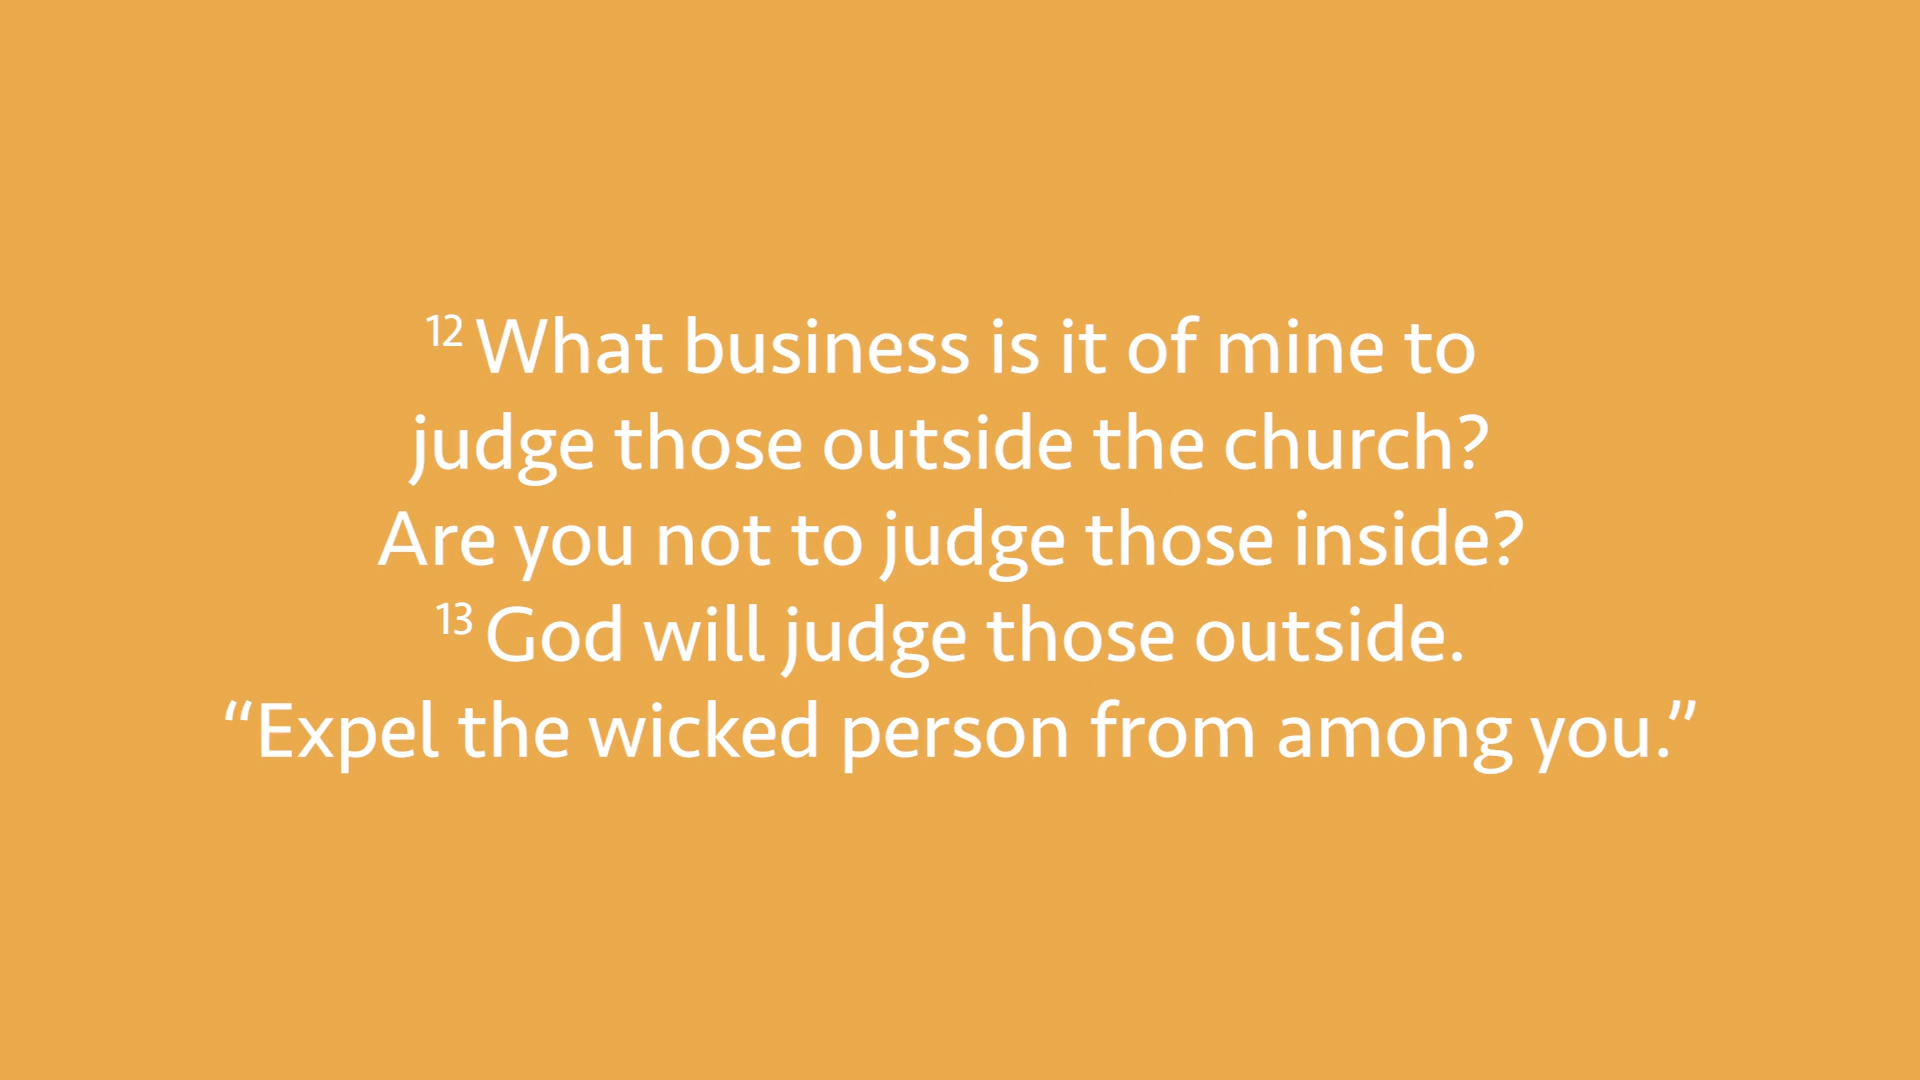 12 What business is it of mine to
judge those outside the church?
Are you not to judge those inside?
13 God will judge those outside.
“Expel the wicked person from among you.”